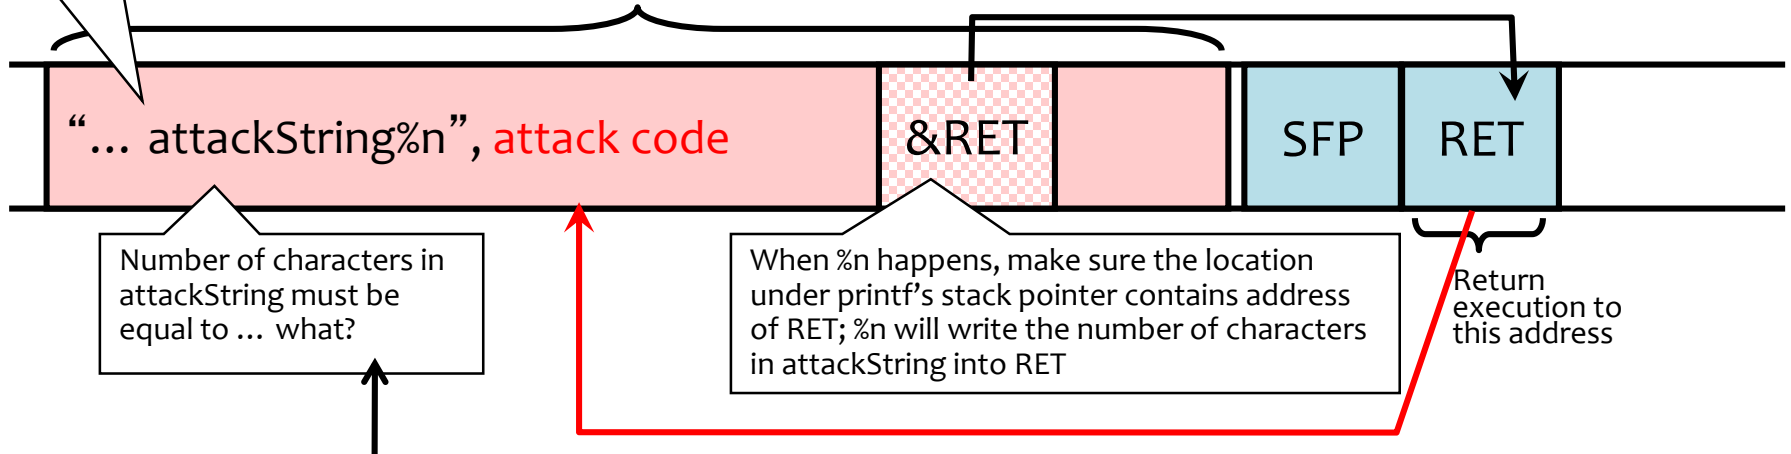 “... attackString%n”, attack code
&RET
SFP
RET
Number of characters in
attackString must be
equal to ... what?
When %n happens, make sure the location
under printf’s stack pointer contains address
of RET; %n will write the number of characters
in attackString into RET
Return
execution to
this address